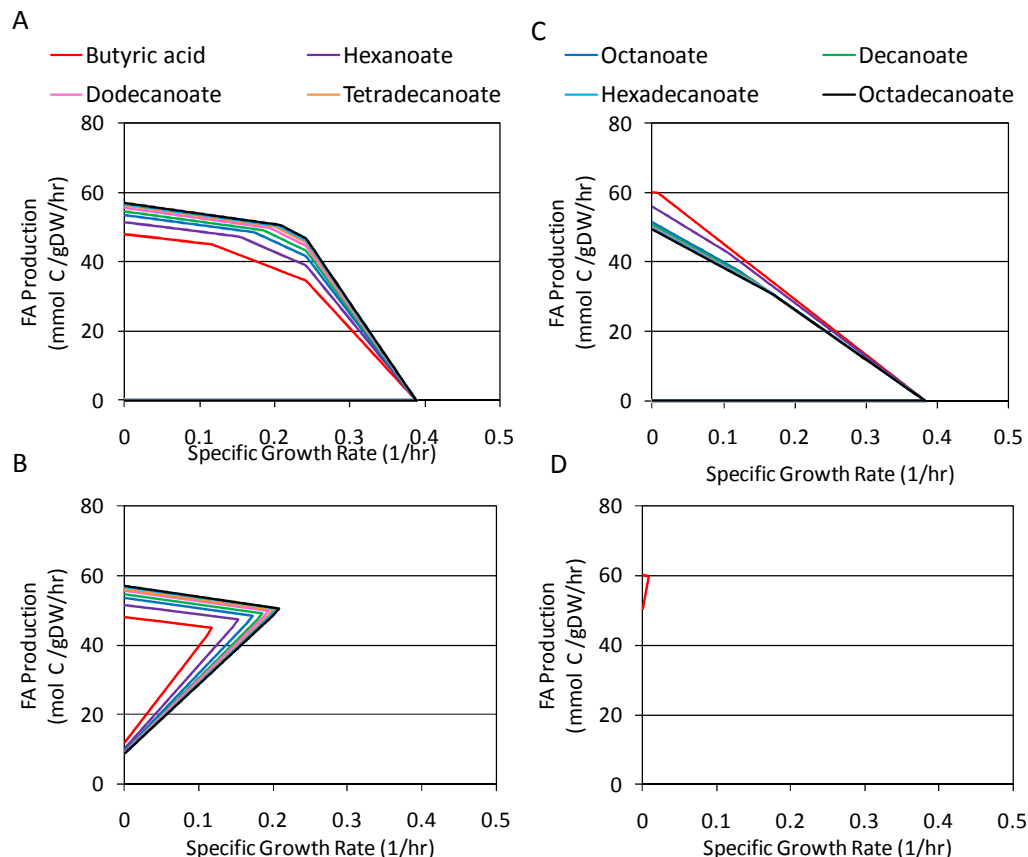 A
C
Butyric acid Hexanoate Octanoate Decanoate
Dodecanoate Tetradecanoate Hexadecanoate Octadecanoate
FA Production
(mmol C /gDW/hr)
80
60
40
20
0
0 0.1 0.2 0.3 0.4 0.5
Specific Growth Rate (1/hr)
FA Production
(mmol C /gDW/hr)
80
60
40
20
0
0 0.1 0.2 0.3 0.4 0.5
Specific Growth Rate (1/hr)
B
FA Production
(mol C /gDW/hr)
80
60
40
20
0
0 0.1 0.2 0.3 0.4 0.5
Specific Growth Rate (1/hr)
D
FA Production
(mmol C /gDW/hr)
80
60
40
20
0
0 0.1 0.2 0.3 0.4 0.5
Specific Growth Rate (1/hr)